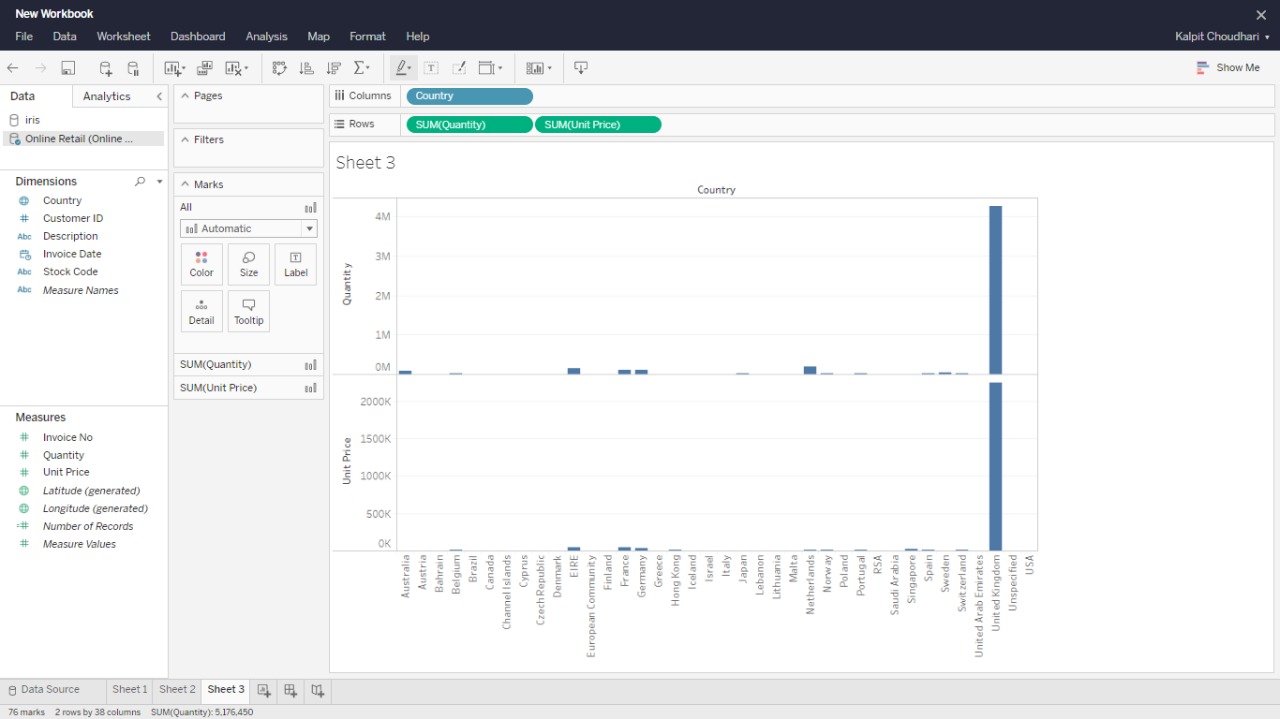 New Workbook
File Data Worksheet Dashboard Analysis Map Format Help
Kalpit Choudhari
Show Me
Data Analytics
iris
Online Retail (Online ...
Dimensions
Country
Customer ID
Abc Description
Invoice Date
Abc Stock Code
Abc Measure Names
Measures
Invoice No
Quantity
Unit Price
Latitude (generated)
Longitude (generated)
Number of Records
Measure Values
Pages
Filters
Marks
All
Automatic
Color Size Label
Detail Tooltip
SUM(Quantity)
SUM(Unit Price)
Columns Country
Rows SUM(Quantity) SUM(Unit Price)
Sheet 3
Country
Quantity
4M
3M
2M
1M
0M
Unit Price
2000K
1500K
1000K
500K
0K
Australia
Austria
Bahrain
Belgium
Brazil
Canada
Channel Islands
Cyprus
Czech Republic
Denmark
EIRE
European Community
Finland
France
Germany
Greece
Hong Kong
Iceland
Israel
Italy
Japan
Lebanon
Lithuania
Malta
Netherlands
Norway
Poland
Portugal
RSA
Saudi Arabia
Singapore
Spain
Sweden
Switzerland
United Arab Emirates
United Kingdom
Unspecified
USA
Data Source Sheet 1 Sheet 2 Sheet 3
76 marks 2 rows by 38 columns SUM(Quantity): 5,176,450